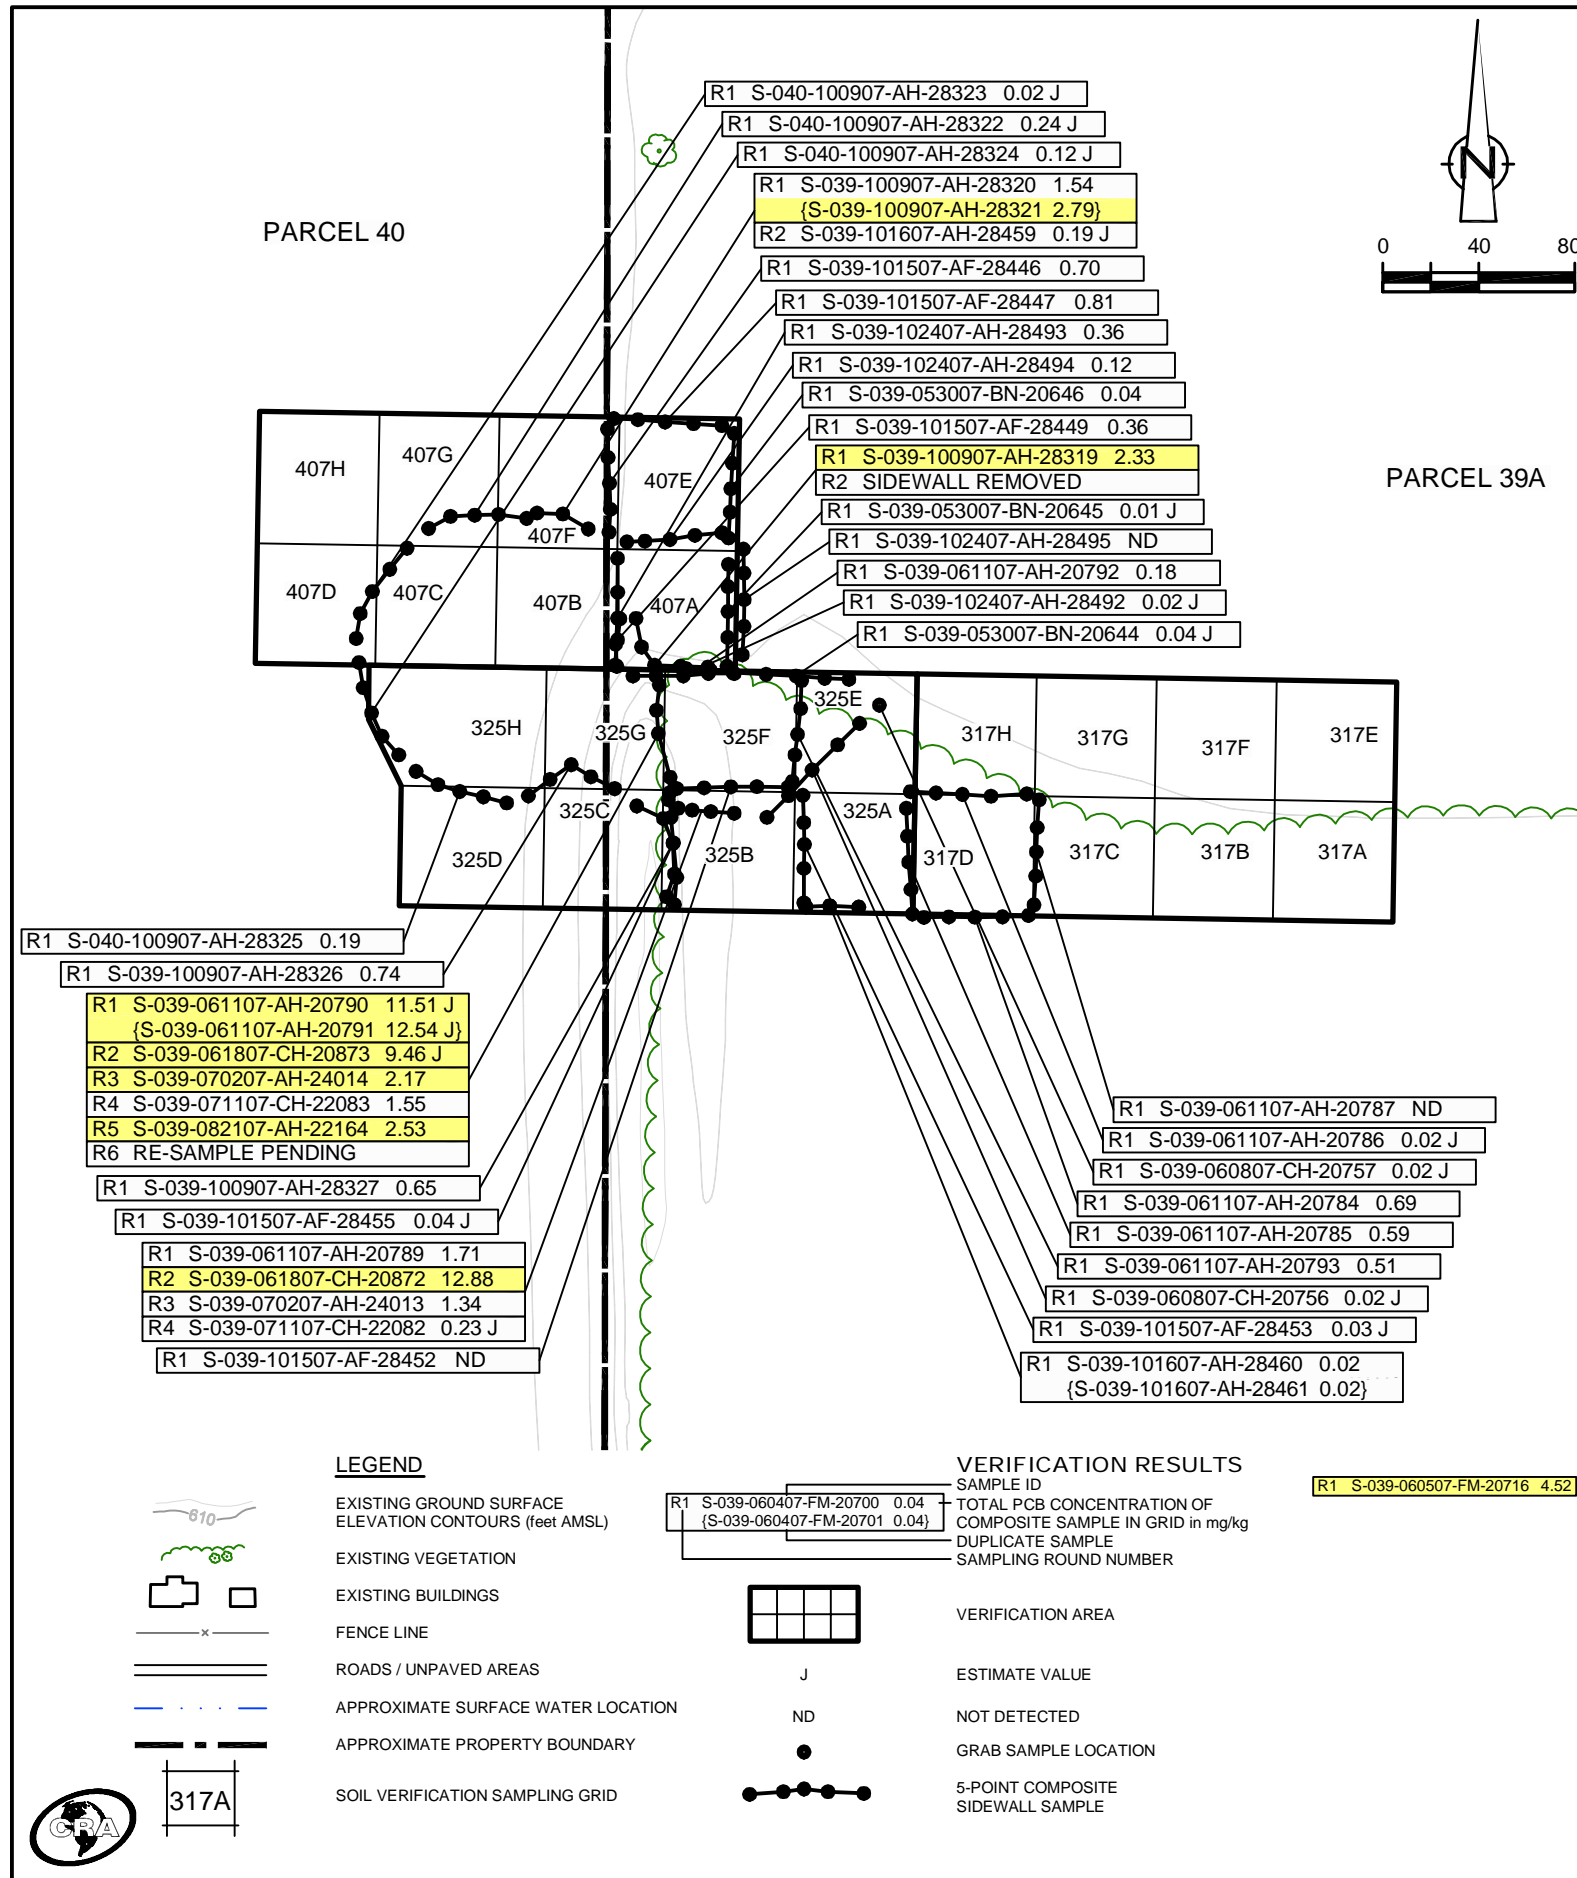 R1 S-040-100907-AH-28323 0.02 J
R1 S-040-100907-AH-28322 0.24 J
R1 S-040-100907-AH-28324 0.12 J
R1 S-039-100907-AH-28320 1.54
{S-039-100907-AH-28321 2.79}
R2 S-039-101607-AH-28459 0.19 J
R1 S-039-101507-AF-28446 0.70
R1 S-039-101507-AF-28447 0.81
R1 S-039-102407-AH-28493 0.36
R1 S-039-102407-AH-28494 0.12
R1 S-039-053007-BN-20646 0.04
R1 S-039-101507-AF-28449 0.36
R1 S-039-100907-AH-28319 2.33
R2 SIDEWALL REMOVED
R1 S-039-053007-BN-20645 0.01 J
R1 S-039-102407-AH-28495 ND
R1 S-039-061107-AH-20792 0.18
R1 S-039-102407-AH-28492 0.02 J
R1 S-039-053007-BN-20644 0.04 J
N
0 40 80
PARCEL 40
PARCEL 39A
407H
407G
407F
407E
407D
407C
407B
407A
325H
325G
325F
325E
325D
325C
325B
325A
317H
317G
317F
317E
317D
317C
317B
317A
R1 S-040-100907-AH-28325 0.19
R1 S-039-100907-AH-28326 0.74
R1 S-039-061107-AH-20790 11.51 J
{S-039-061107-AH-20791 12.54 J}
R2 S-039-061807-CH-20873 9.46 J
R3 S-039-070207-AH-24014 2.17
R4 S-039-071107-CH-22083 1.55
R5 S-039-082107-AH-22164 2.53
R6 RE-SAMPLE PENDING
R1 S-039-100907-AH-28327 0.65
R1 S-039-101507-AF-28455 0.04 J
R1 S-039-061107-AH-20789 1.71
R2 S-039-061807-CH-20872 12.88
R3 S-039-070207-AH-24013 1.34
R4 S-039-071107-CH-22082 0.23 J
R1 S-039-101507-AF-28452 ND
R1 S-039-061107-AH-20787 ND
R1 S-039-061107-AH-20786 0.02 J
R1 S-039-060807-CH-20757 0.02 J
R1 S-039-061107-AH-20784 0.69
R1 S-039-061107-AH-20785 0.59
R1 S-039-061107-AH-20793 0.51
R1 S-039-060807-CH-20756 0.02 J
R1 S-039-101507-AF-28453 0.03 J
R1 S-039-101607-AH-28460 0.02
{S-039-101607-AH-28461 0.02}
LEGEND
610
EXISTING GROUND SURFACE
ELEVATION CONTOURS (feet AMSL)
EXISTING VEGETATION
EXISTING BUILDINGS
x
FENCE LINE
ROADS / UNPAVED AREAS
APPROXIMATE SURFACE WATER LOCATION
APPROXIMATE PROPERTY BOUNDARY
317A
SOIL VERIFICATION SAMPLING GRID
CRA
VERIFICATION RESULTS
R1 S-039-060407-FM-20700 0.04
{S-039-060407-FM-20701 0.04}
SAMPLE ID
TOTAL PCB CONCENTRATION OF
COMPOSITE SAMPLE IN GRID in mg/kg
DUPLICATE SAMPLE
SAMPLING ROUND NUMBER
R1 S-039-060507-FM-20716 4.52
VERIFICATION AREA
J
ESTIMATE VALUE
ND
NOT DETECTED
GRAB SAMPLE LOCATION
5-POINT COMPOSITE
SIDEWALL SAMPLE